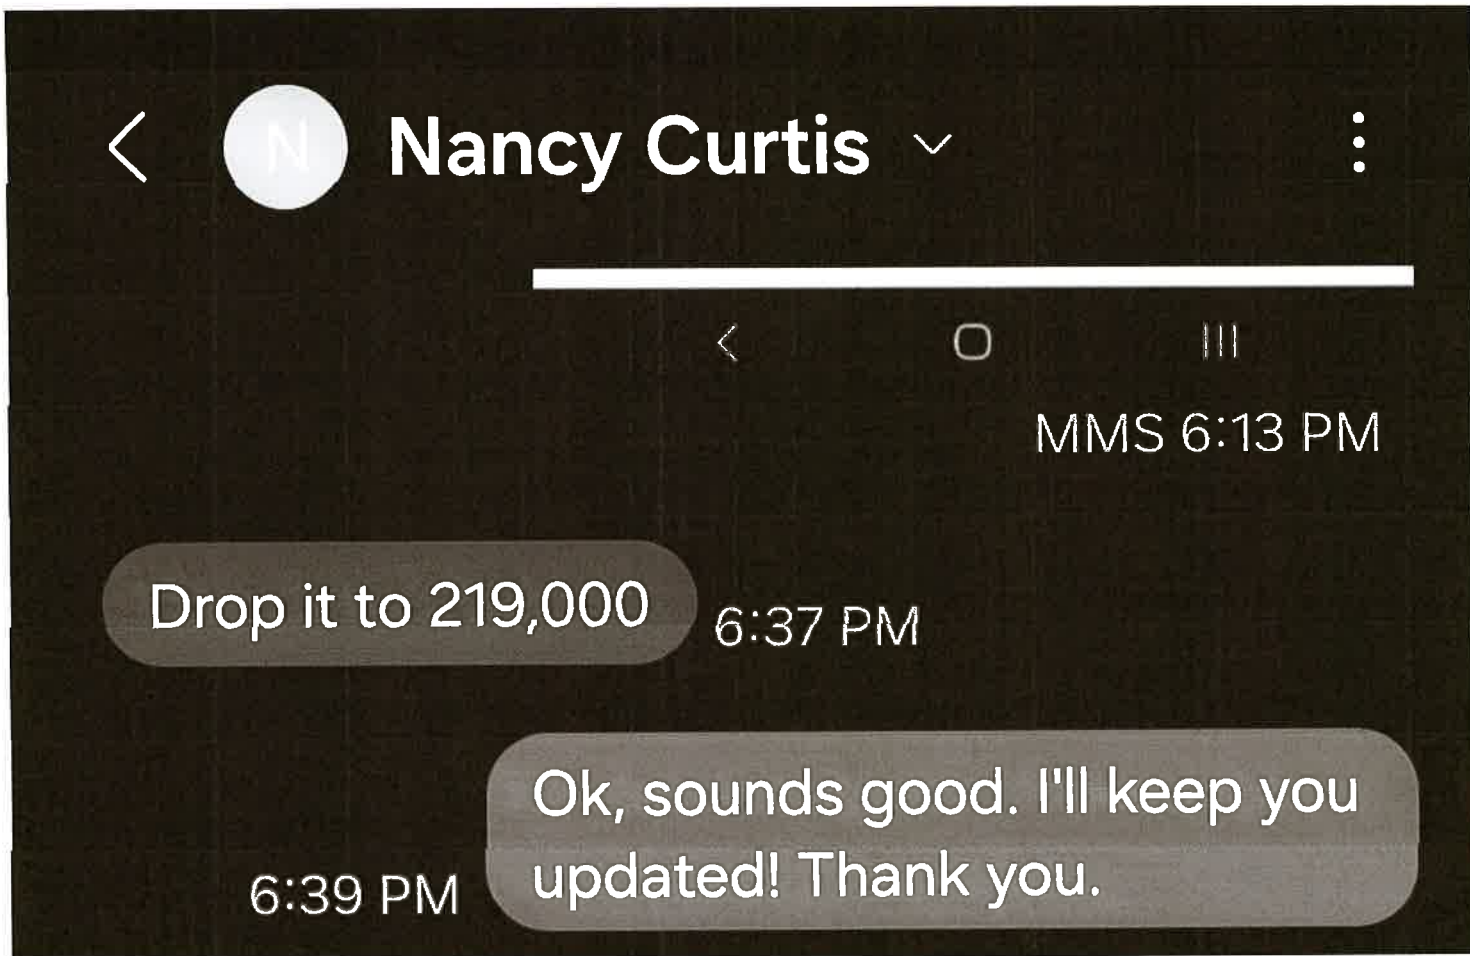 N Nancy Curtis
MMS 6:13 PM
Drop it to 219,000
6:37 PM
Ok, sounds good. I'll keep you
updated! Thank you.
6:39 PM